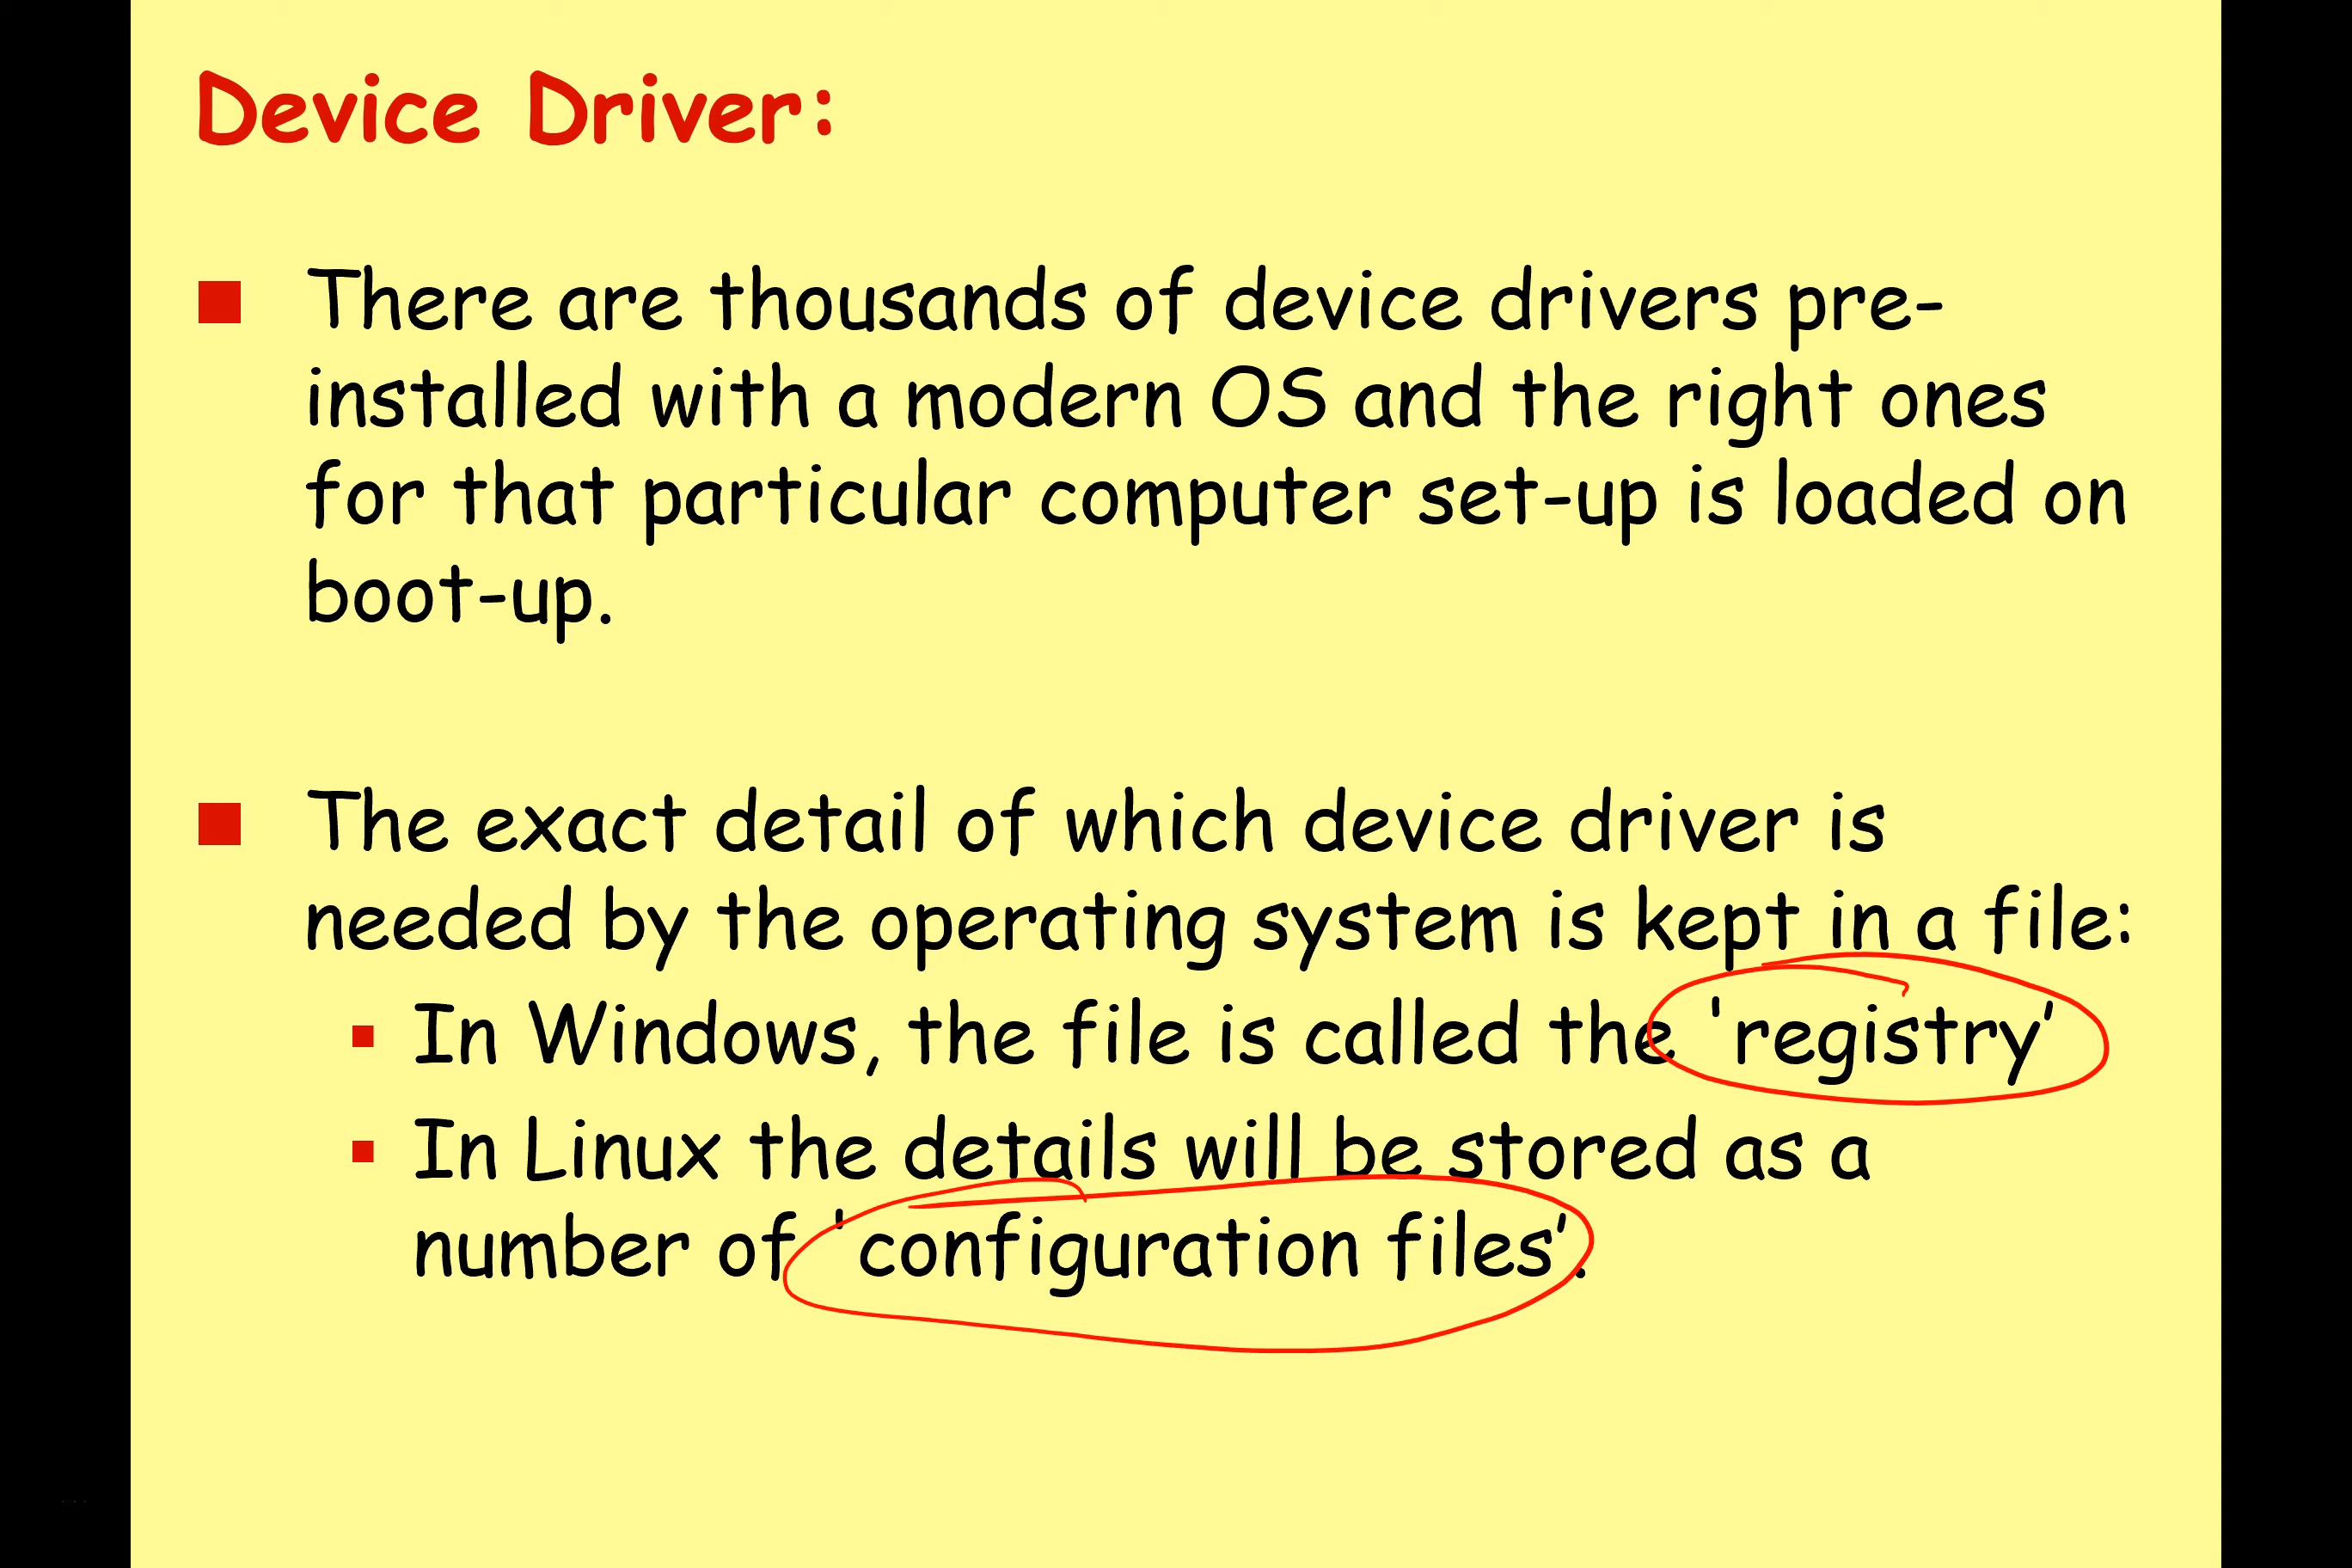 Device Driver:
There are thousands of device drivers pre-
installed with a modern OS and the right ones
for that particular computer set-up is loaded on
boot-up.
The exact detail of which device driver is
needed by the operating system is kept in a file:
In Windows, the file is called the 'registry'
In Linux the details will be stored as a
number of 'configuration files'.